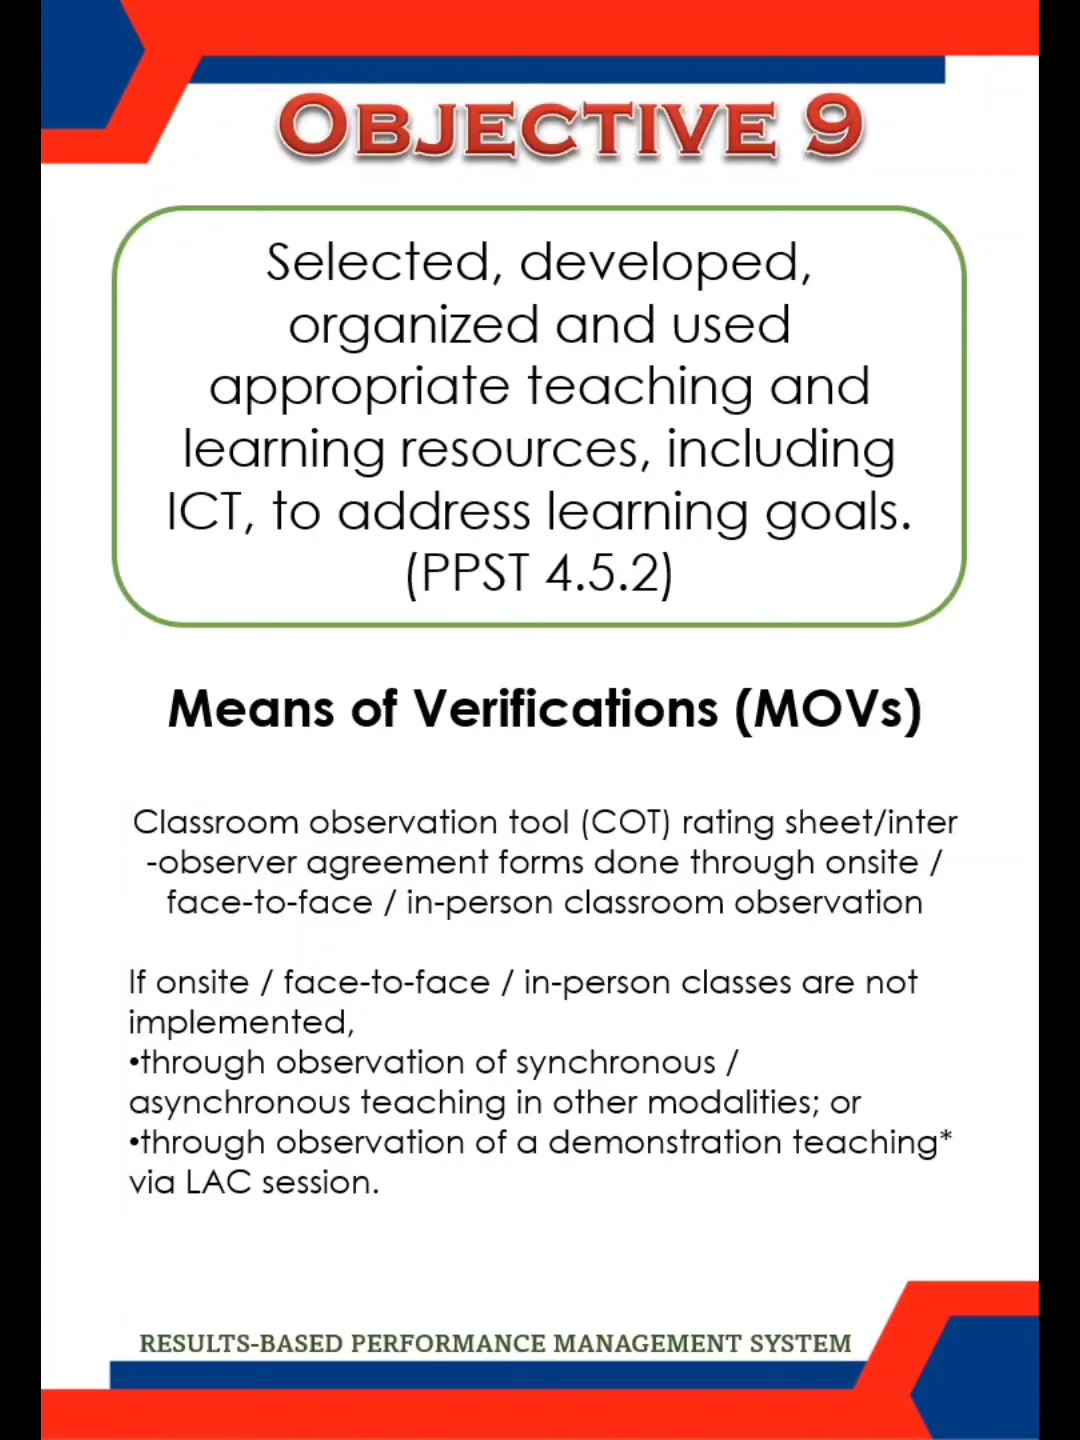 OBJECTIVE 9
Selected, developed,
organized and used
appropriate teaching and
learning resources, including
ICT, to address learning goals.
(PPST 4.5.2)
Means of Verifications (MOVs)
Classroom observation tool (COT) rating sheet/inter
-observer agreement forms done through onsite /
face-to-face / in-person classroom observation
If onsite / face-to-face / in-person classes are not
implemented,
•through observation of synchronous /
asynchronous teaching in other modalities; or
•through observation of a demonstration teaching*
via LAC session.
RESULTS-BASED PERFORMANCE MANAGEMENT SYSTEM